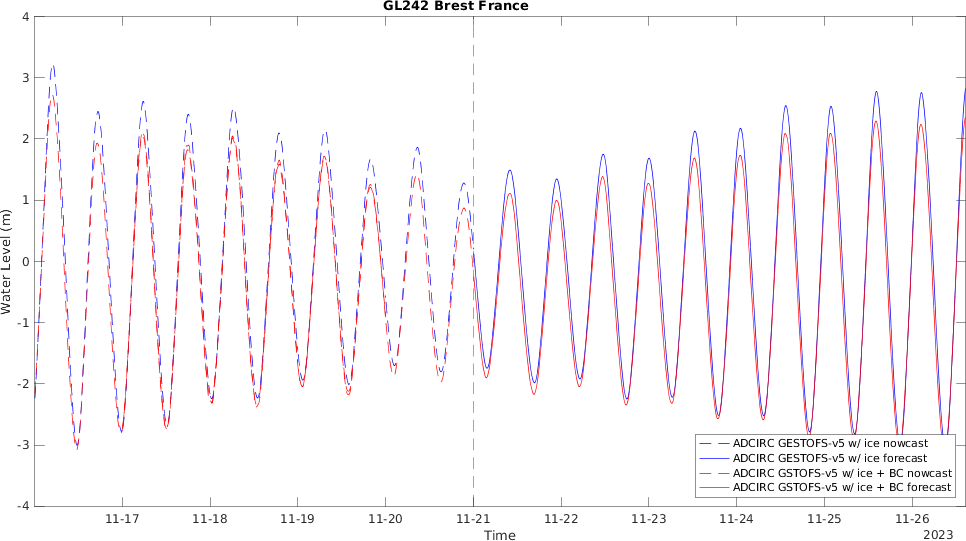 GL242 Brest France
4
3
2
1
0
-1
-2
-3
-4
Water Level (m)
ADCIRC GESTOFS-v5 w/ ice nowcast
ADCIRC GESTOFS-v5 w/ ice forecast
ADCIRC GSTOFS-v5 w/ ice + BC nowcast
ADCIRC GSTOFS-v5 w/ ice + BC forecast
11-17 11-18 11-19 11-20 11-21 11-22 11-23 11-24 11-25 11-26
Time
2023